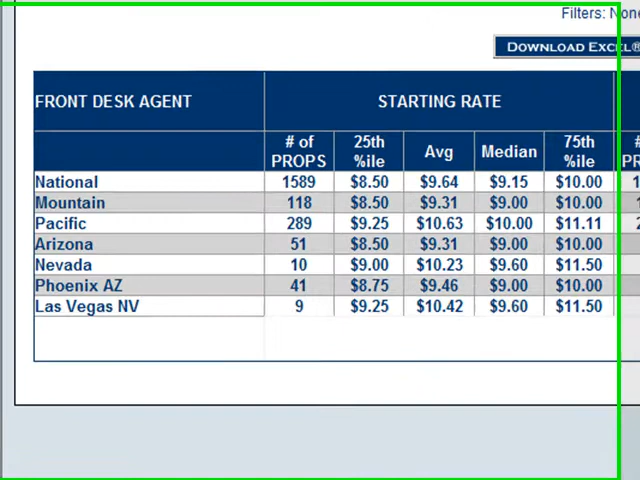 Filters: None
DOWNLOAD EXCEL®
FRONT DESK AGENT STARTING RATE
# of PROPS 25th %ile Avg Median 75th %ile # PR
National 1589 $8.50 $9.64 $9.15 $10.00 1
Mountain 118 $8.50 $9.31 $9.00 $10.00 1
Pacific 289 $9.25 $10.63 $10.00 $11.11 2
Arizona 51 $8.50 $9.31 $9.00 $10.00
Nevada 10 $9.00 $10.23 $9.60 $11.50
Phoenix AZ 41 $8.75 $9.46 $9.00 $10.00
Las Vegas NV 9 $9.25 $10.42 $9.60 $11.50